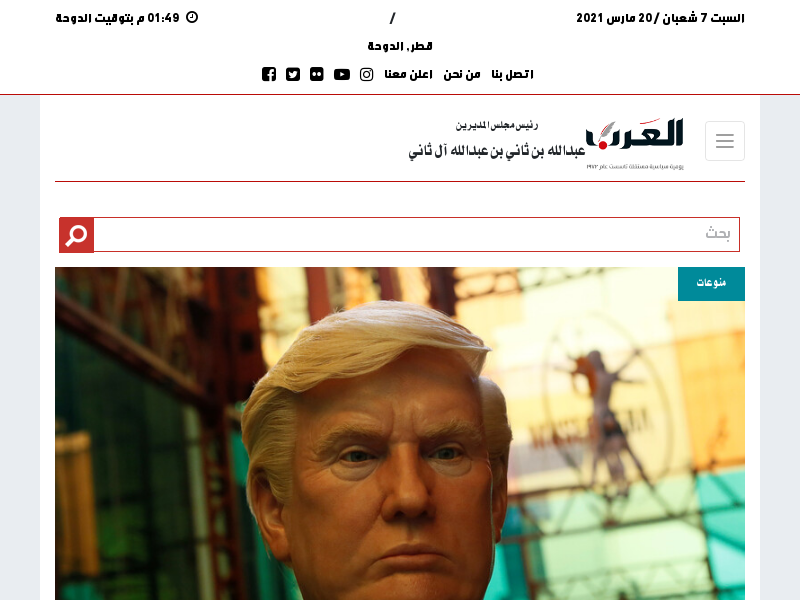 السبت 7 شعبان / 20 مارس 2021
/
01:49 م بتوقيت الدوحة
قطر, الدوحة
اتصل بنا من نحن اعلن معنا
العرب
يومية سياسية مستقلة تأسست عام ١٩٧٢
رئيس مجلس المديرين
عبدالله بن ثاني بن عبدالله آل ثاني
بحث
منوعات